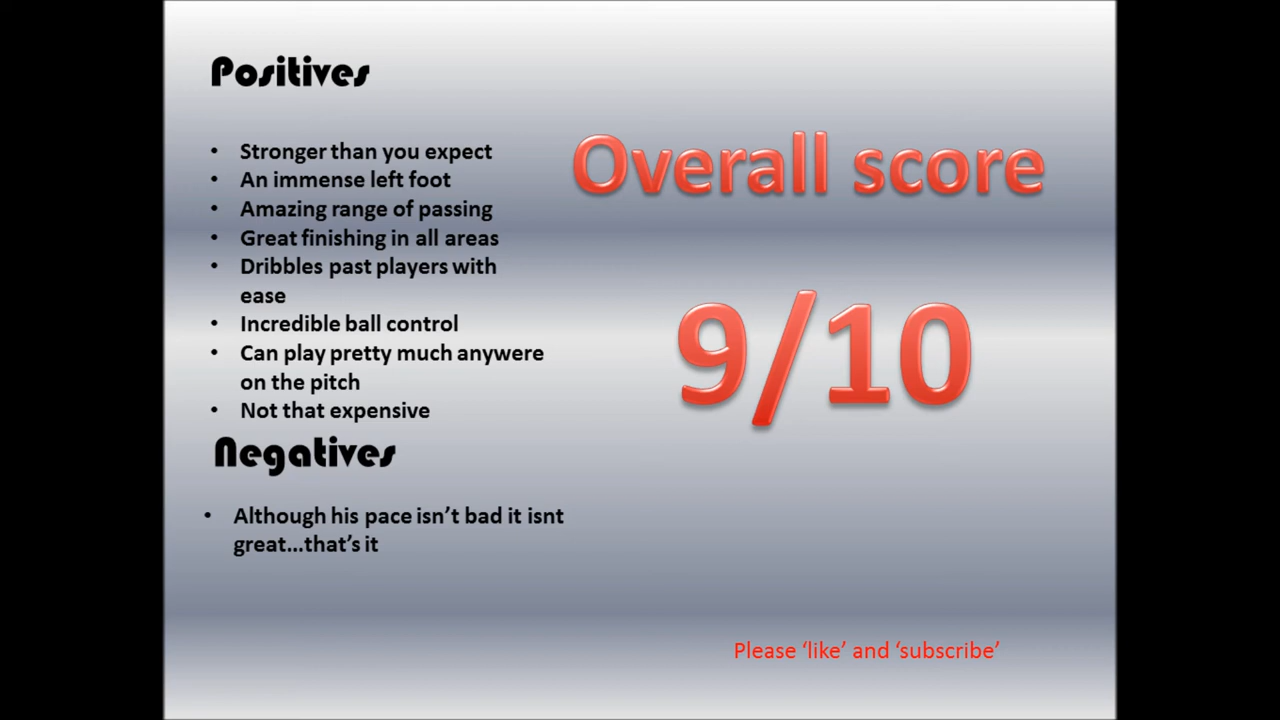 Positives
• Stronger than you expect
• An immense left foot
• Amazing range of passing
• Great finishing in all areas
• Dribbles past players with
ease
• Incredible ball control
• Can play pretty much anywere
on the pitch
• Not that expensive
Negatives
• Although his pace isn’t bad it isnt
great...that’s it
Overall score
9/10
Please ‘like’ and ‘subscribe’